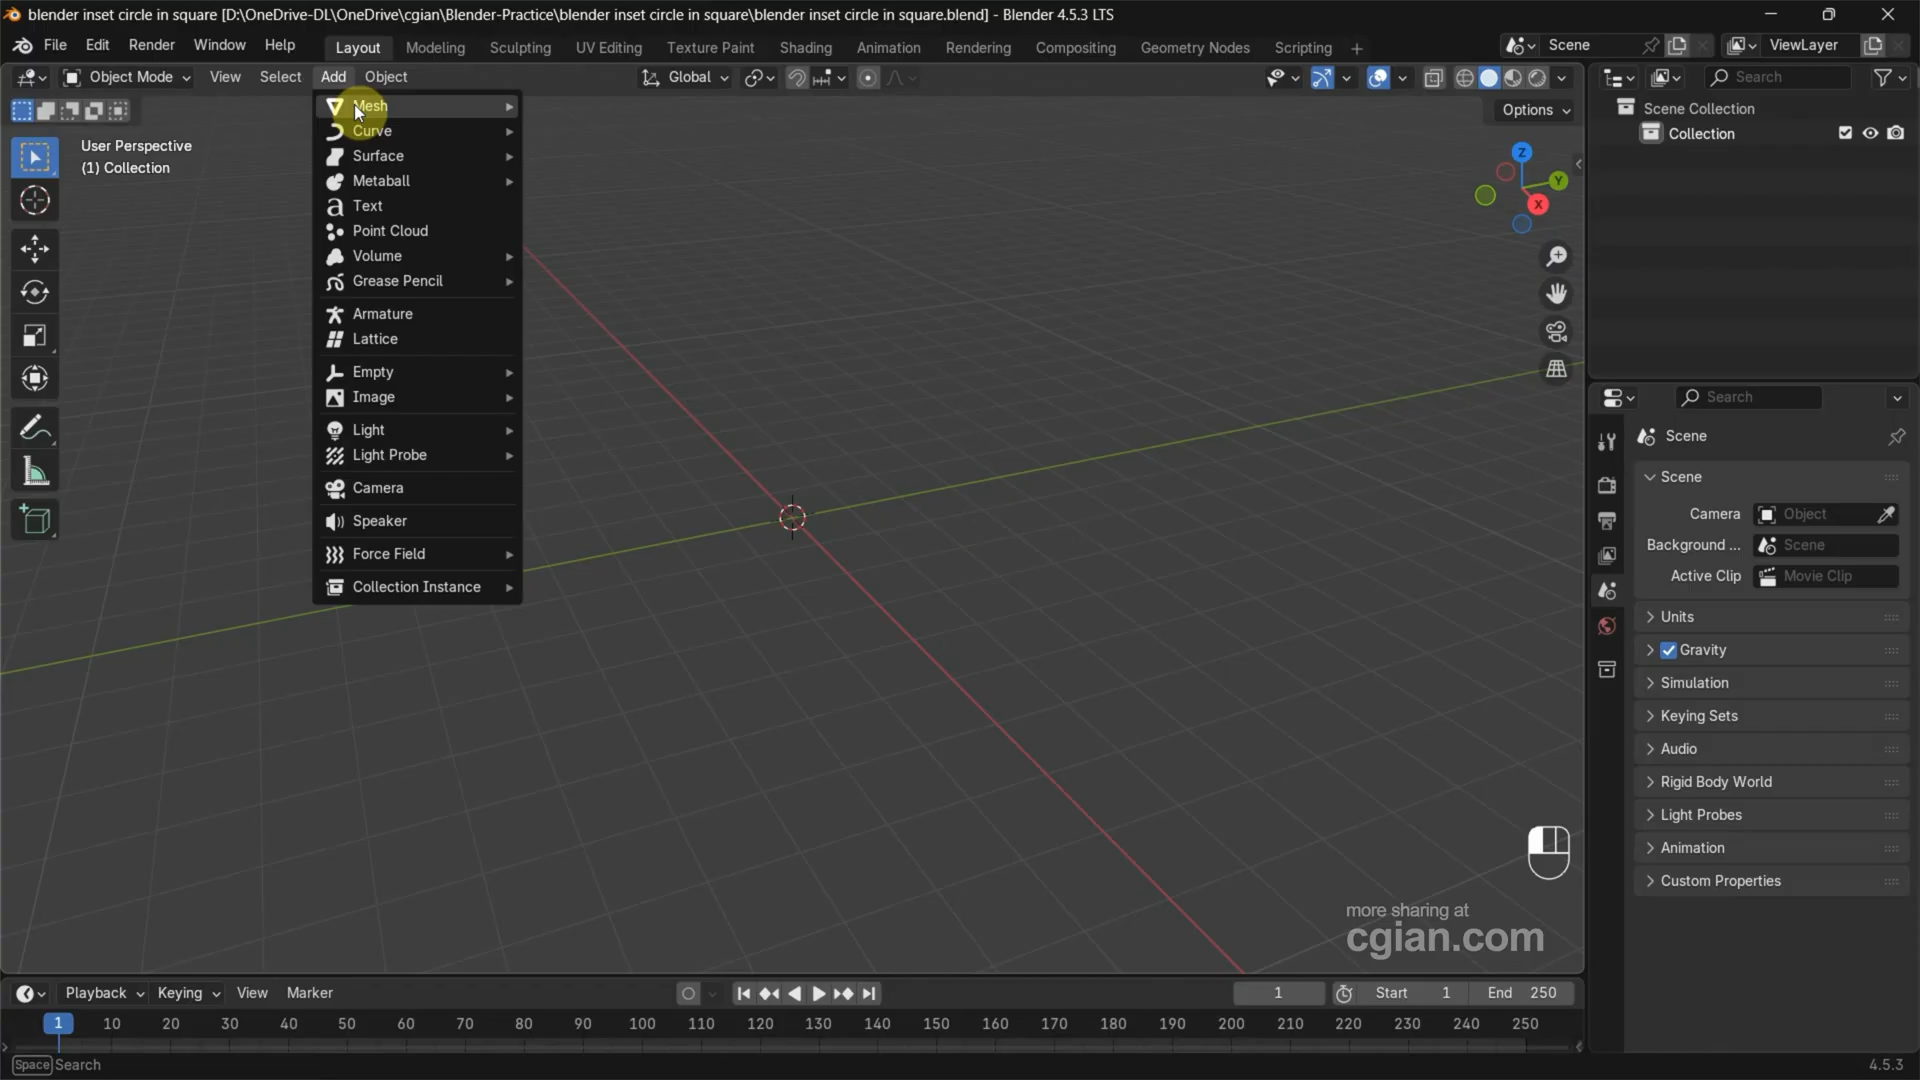 blender inset circle in square [D:\OneDrive-DL\OneDrive\cgian\Blender-Practice\blender inset circle in square\blender inset circle in square.blend] - Blender 4.5.3 LTS
File Edit Render Window Help Layout Modeling Sculpting UV Editing Texture Paint Shading Animation Rendering Compositing Geometry Nodes Scripting + Scene ViewLayer
Object Mode View Select Add Object Global Search
Options
User Perspective
(1) Collection
Mesh
Curve
Surface
Metaball
Text
Point Cloud
Volume
Grease Pencil
Armature
Lattice
Empty
Image
Light
Light Probe
Camera
Speaker
Force Field
Collection Instance
Z
Y
X
Scene Collection
Collection
Search
Scene
Scene
Camera Object
Background ... Scene
Active Clip Movie Clip
Units
Gravity
Simulation
Keying Sets
Audio
Rigid Body World
Light Probes
Animation
Custom Properties
more sharing at
cgian.com
Playback Keying View Marker 1 Start 1 End 250
1 10 20 30 40 50 60 70 80 90 100 110 120 130 140 150 160 170 180 190 200 210 220 230 240 250
Space Search 4.5.3